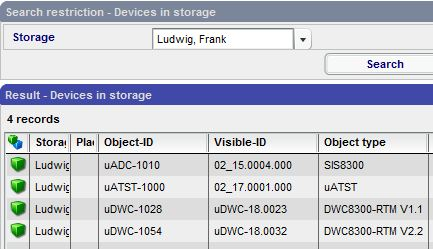 Search restriction - Devices in storage
Storage Ludwig, Frank
Search
Result - Devices in storage
4 records
Storag Plac Object-ID Visible-ID Object type
Ludwig uADC-1010 02_15.0004.000 SIS8300
Ludwig uATST-1000 02_17.0001.000 uATST
Ludwig uDWC-1028 uDWC-18.0023 DWC8300-RTM V1.1
Ludwig uDWC-1054 uDWC-18.0032 DWC8300-RTM V2.2